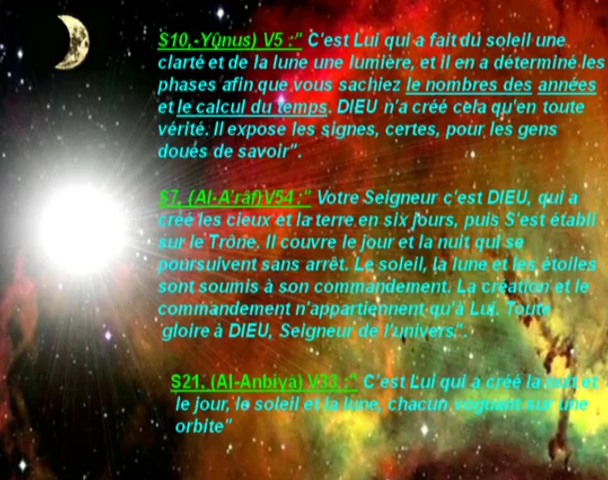 S10,-Yûnus) V5 :" C'est Lui qui a fait du soleil une
clarté et de la lune une lumière, et il en a déterminé les
phases afin que vous sachiez le nombres des années
et le calcul du temps. DIEU n'a créé cela qu'en toute
vérité. Il expose les signes, certes, pour les gens
doués de savoir".
S7, (Al-A'râf)V54 :" Votre Seigneur c'est DIEU, qui a
créé les cieux et la terre en six jours, puis S'est établi
sur le Trône. Il couvre le jour et la nuit qui se
poursuivent sans arrêt. Le soleil, la lune et les étoiles
sont soumis à son commandement. La création et le
commandement n'appartiennent qu'à Lui. Toute
gloire à DIEU, Seigneur de l'univers".
S21. (Al-Anbiyâ) V33 :" C'est Lui qui a créé la nuit et
le jour, le soleil et la lune, chacun voguant sur une
orbite"